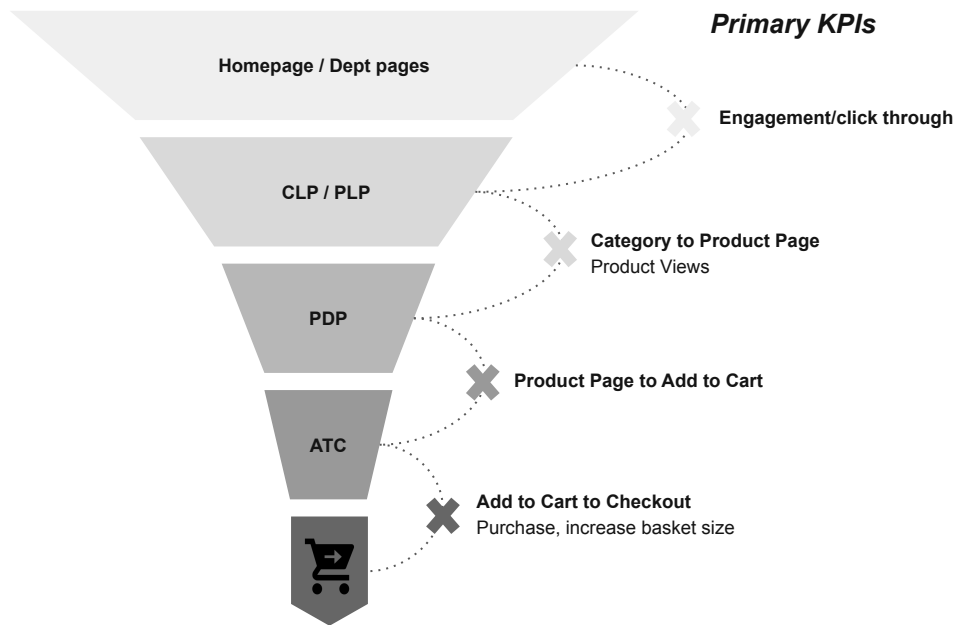 Primary KPIs
Homepage / Dept pages
Engagement/click through
CLP / PLP
Category to Product Page
Product Views
PDP
Product Page to Add to Cart
ATC
Add to Cart to Checkout
Purchase, increase basket size